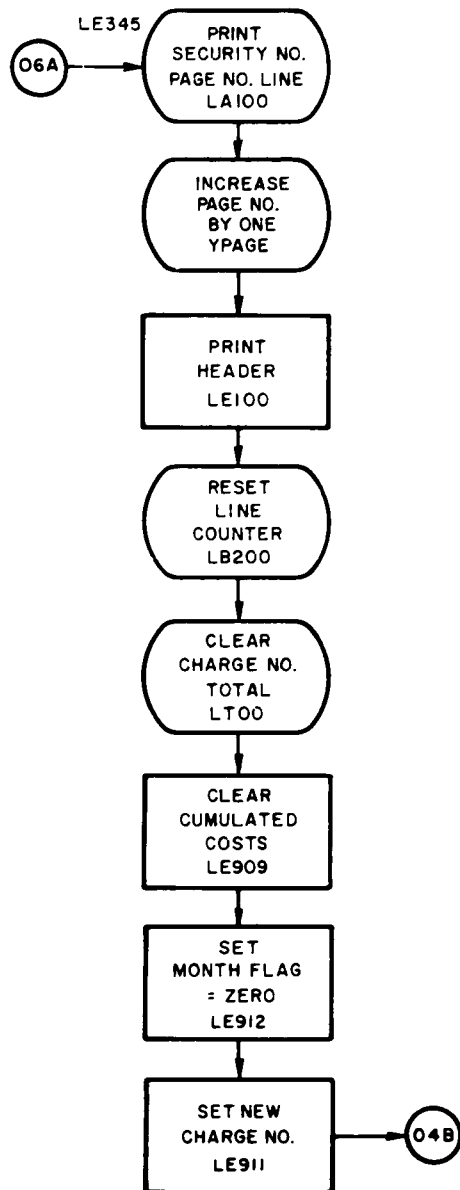 LE345
06A
PRINT
SECURITY NO.
PAGE NO. LINE
LA100
INCREASE
PAGE NO.
BY ONE
YPAGE
PRINT
HEADER
LE100
RESET
LINE
COUNTER
LB200
CLEAR
CHARGE NO.
TOTAL
LT00
CLEAR
CUMULATED
COSTS
LE909
SET
MONTH FLAG
= ZERO
LE912
SET NEW
CHARGE NO.
LE911
04B